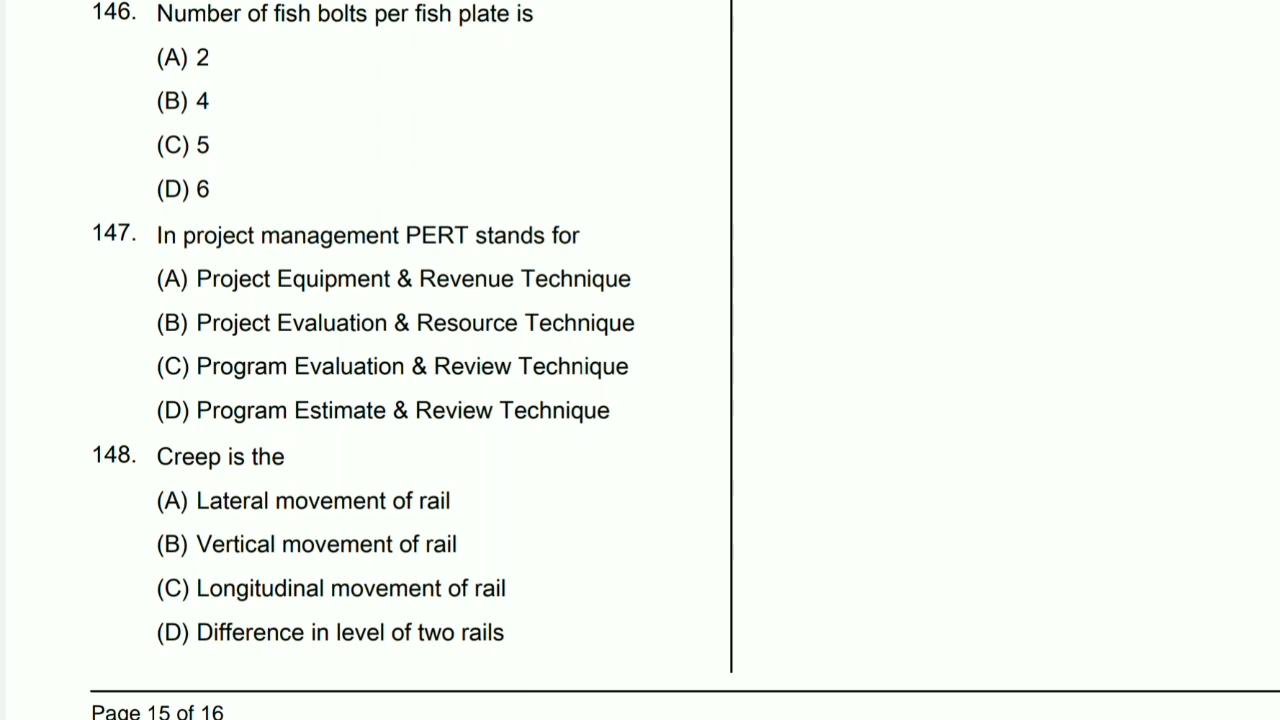 146. Number of fish bolts per fish plate is
(A) 2
(B) 4
(C) 5
(D) 6
147. In project management PERT stands for
(A) Project Equipment & Revenue Technique
(B) Project Evaluation & Resource Technique
(C) Program Evaluation & Review Technique
(D) Program Estimate & Review Technique
148. Creep is the
(A) Lateral movement of rail
(B) Vertical movement of rail
(C) Longitudinal movement of rail
(D) Difference in level of two rails
Page 15 of 16